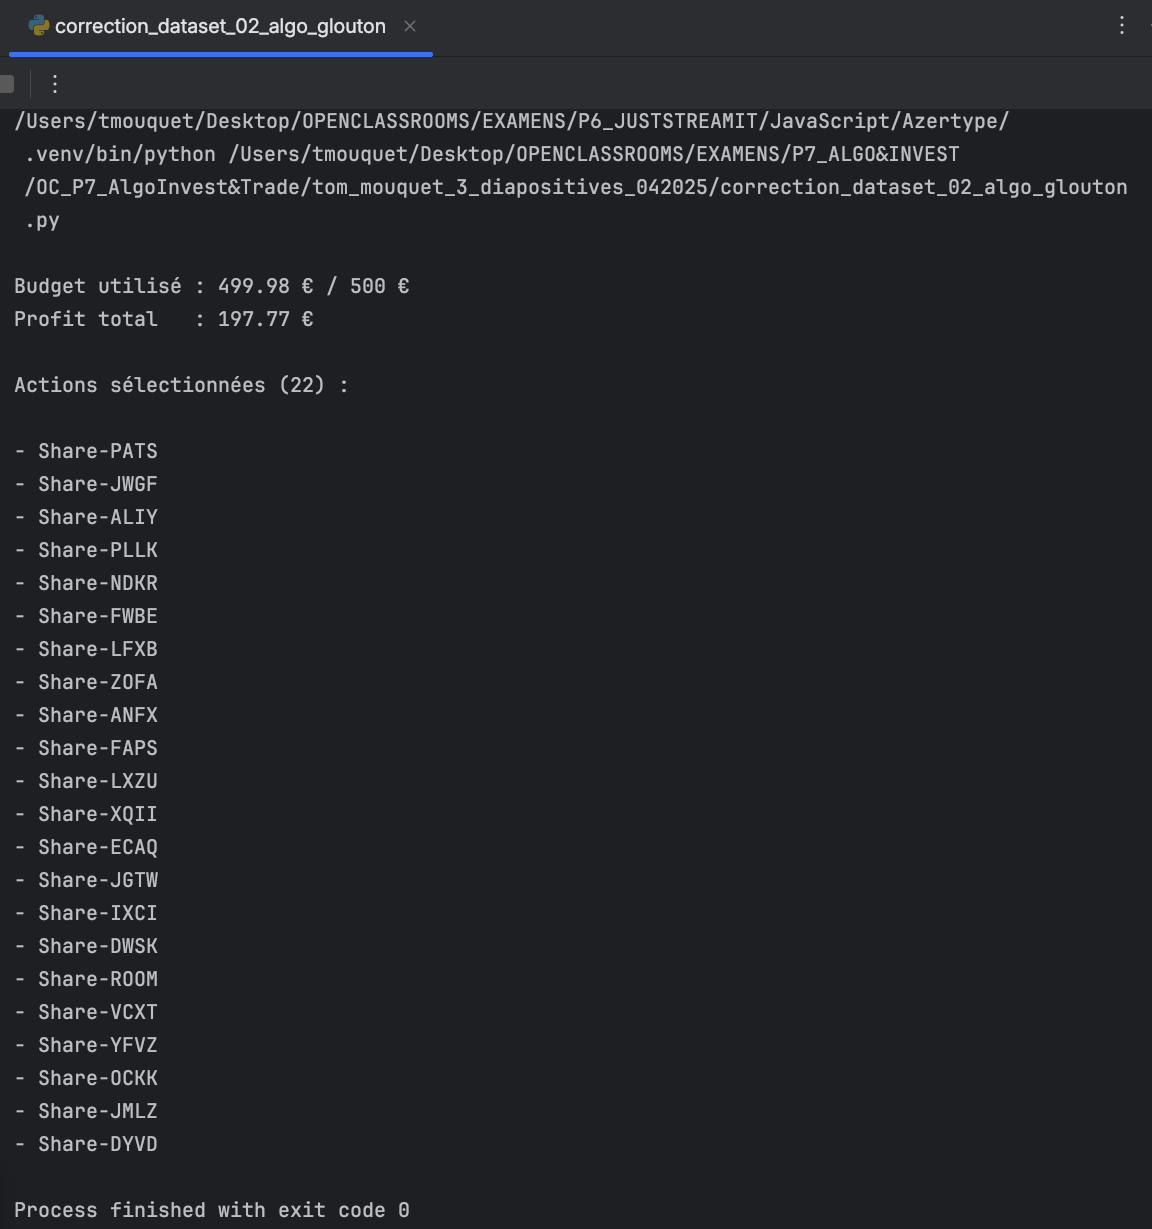 correction_dataset_02_algo_glouton
/Users/tmouquet/Desktop/OPENCLASSROOMS/EXAMENS/P6_JUSTSTREAMIT/JavaScript/Azertype/
.venv/bin/python /Users/tmouquet/Desktop/OPENCLASSROOMS/EXAMENS/P7_ALGO&INVEST
/OC_P7_AlgoInvest&Trade/tom_mouquet_3_diapositives_042025/correction_dataset_02_algo_glouton
.py
Budget utilisé : 499.98 € / 500 €
Profit total   : 197.77 €
Actions sélectionnées (22) :
- Share-PATS
- Share-JWGF
- Share-ALIY
- Share-PLLK
- Share-NDKR
- Share-FWBE
- Share-LFXB
- Share-ZOFA
- Share-ANFX
- Share-FAPS
- Share-LXZU
- Share-XQII
- Share-ECAQ
- Share-JGTW
- Share-IXCI
- Share-DWSK
- Share-ROOM
- Share-VCXT
- Share-YFVZ
- Share-OCKK
- Share-JMLZ
- Share-DYVD
Process finished with exit code 0